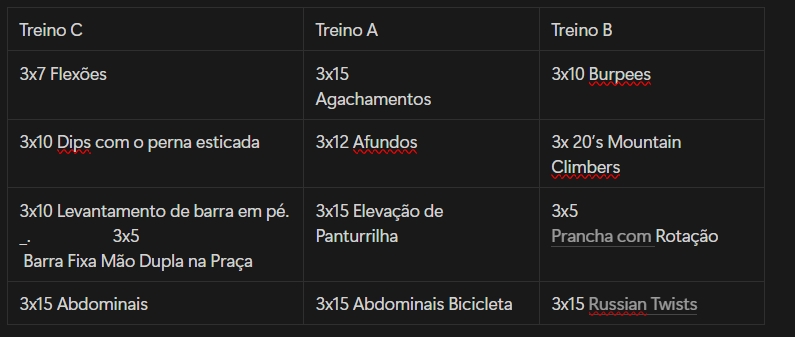 Treino C
Treino A
Treino B
3x7 Flexões
3x15
Agachamentos
3x10 Burpees
3x10 Dips com o perna esticada
3x12 Afundos
3x 20’s Mountain
Climbers
3x10 Levantamento de barra em pé.
_. 3x5
Barra Fixa Mão Dupla na Praça
3x15 Elevação de
Panturrilha
3x5
Prancha com Rotação
3x15 Abdominais
3x15 Abdominais Bicicleta
3x15 Russian Twists